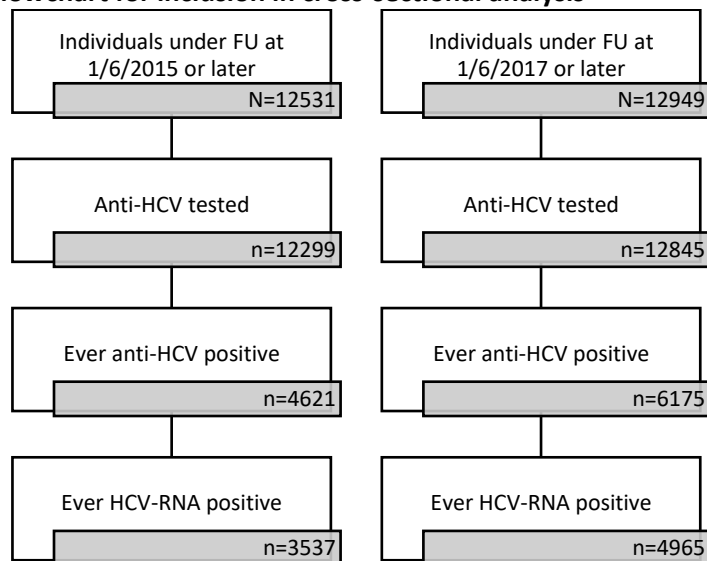 for inclusion in cross-sectional analysis
Individuals under FU at
1/6/2015 or later
N=12531
Anti-HCV tested
n=12299
Ever anti-HCV positive
n=4621
Ever HCV-RNA positive
n=3537
Individuals under FU at
1/6/2017 or later
N=12949
Anti-HCV tested
n=12845
Ever anti-HCV positive
n=6175
Ever HCV-RNA positive
n=4965